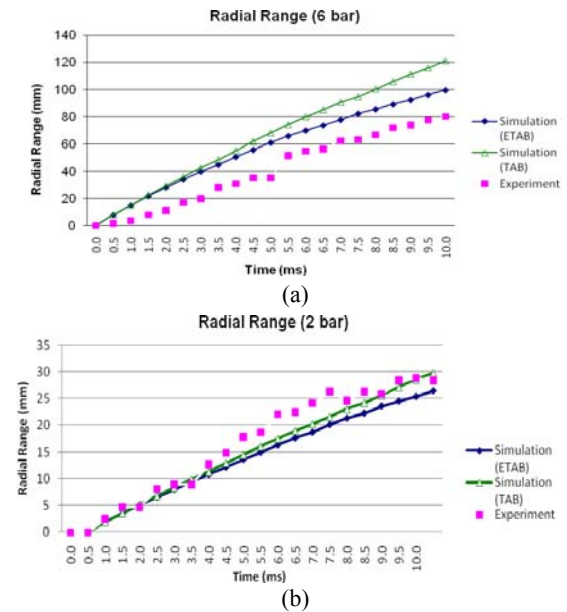 Radial Range (6 bar)
140
120
100
80
60
40
20
0
Radial Range (mm)
0.0 0.5 1.0 1.5 2.0 2.5 3.0 3.5 4.0 4.5 5.0 5.5 6.0 6.5 7.0 7.5 8.0 8.5 9.0 9.5 10.0
Time (ms)
Simulation
(ETAB)
Simulation
(TAB)
Experiment
(a)
Radial Range (2 bar)
35
30
25
20
15
10
5
0
Radial Range (mm)
0.0 0.5 1.0 1.5 2.0 2.5 3.0 3.5 4.0 4.5 5.0 5.5 6.0 6.5 7.0 7.5 8.0 8.5 9.0 9.5 10.0
Time (ms)
Simulation
(ETAB)
Simulation
(TAB)
Experiment
(b)